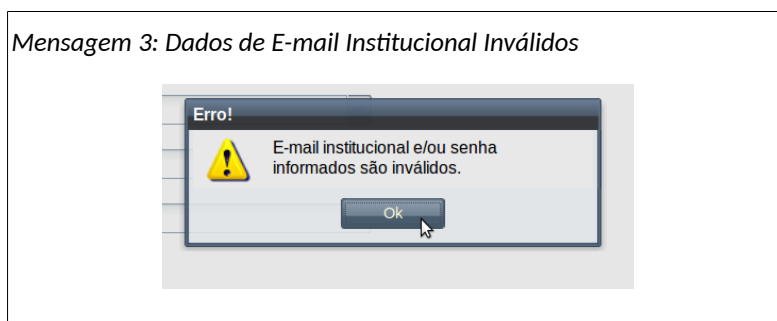 Mensagem 3: Dados de E-mail Institucional Inválidos
Erro!
E-mail institucional e/ou senha
informados são inválidos.
Ok